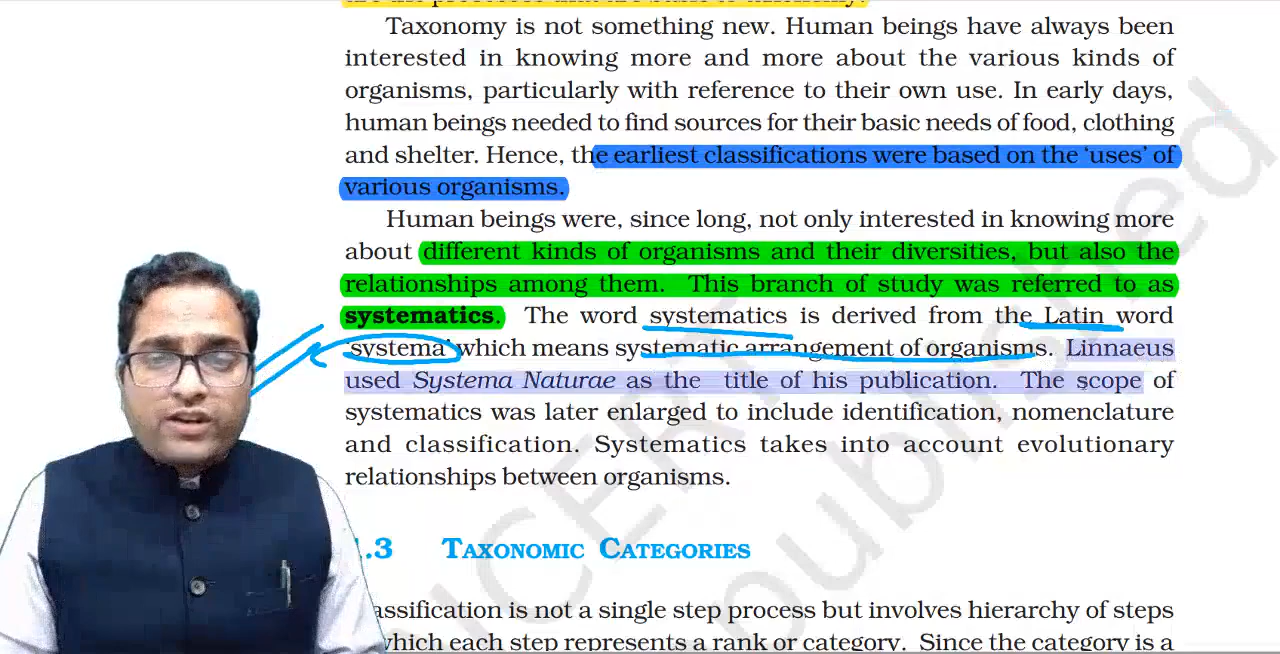 Taxonomy is not something new. Human beings have always been
interested in knowing more and more about the various kinds of
organisms, particularly with reference to their own use. In early days,
human beings needed to find sources for their basic needs of food, clothing
and shelter. Hence, the earliest classifications were based on the ‘uses’ of
various organisms.
Human beings were, since long, not only interested in knowing more
about different kinds of organisms and their diversities, but also the
relationships among them. This branch of study was referred to as
systematics. The word systematics is derived from the Latin word
‘systema’ which means systematic arrangement of organisms. Linnaeus
used Systema Naturae as the title of his publication. The scope of
systematics was later enlarged to include identification, nomenclature
and classification. Systematics takes into account evolutionary
relationships between organisms.
.3 TAXONOMIC CATEGORIES
assification is not a single step process but involves hierarchy of steps
which each step represents a rank or category. Since the category is a